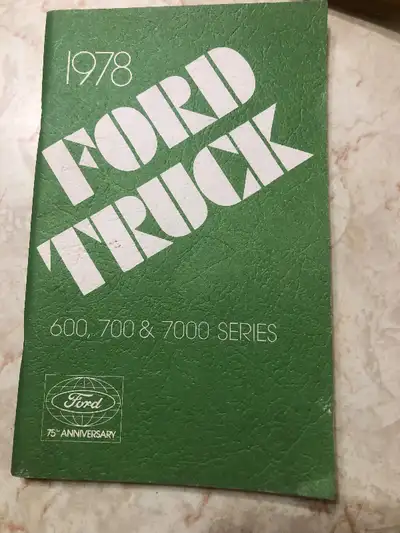 1978
FORD
TRUCK
600, 700 & 7000 SERIES
Ford
75TH ANNIVERSARY